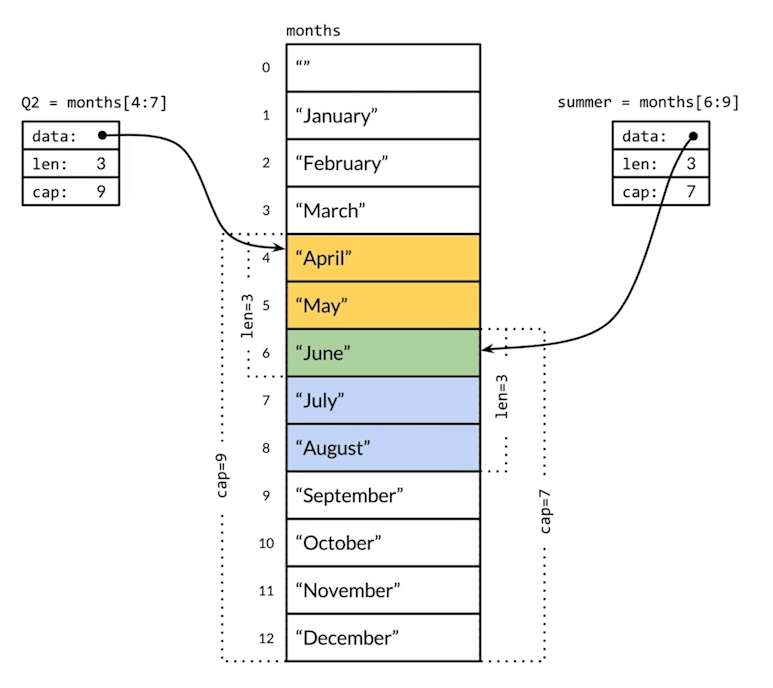 months
Q2 = months[4:7]
data:
len: 3
cap: 9
summer = months[6:9]
data:
len: 3
cap: 7
0 “”
1 “January”
2 “February”
3 “March”
4 “April”
5 “May”
6 “June”
7 “July”
8 “August”
9 “September”
10 “October”
11 “November”
12 “December”
len=3
cap=9
len=3
cap=7